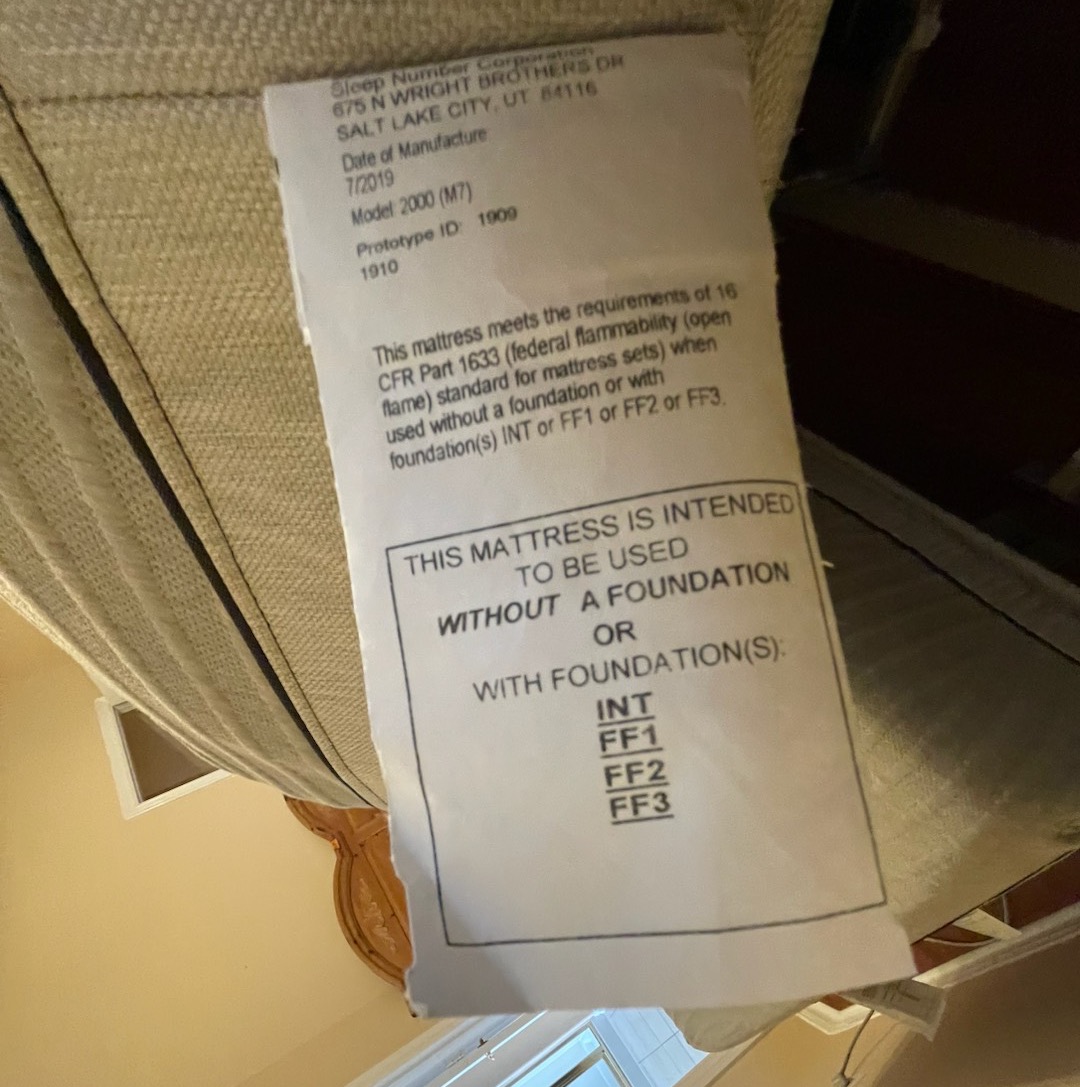 Sleep Number Corporation
675 N WRIGHT BROTHERS DR
SALT LAKE CITY, UT 84116
Date of Manufacture
7/2019
Model: 2000 (M7)
Prototype ID: 1909
1910
This mattress meets the requirements of 16
CFR Part 1633 (federal flammability (open
flame) standard for mattress sets) when
used without a foundation or with
foundation(s) INT or FF1 or FF2 or FF3.
THIS MATTRESS IS INTENDED
TO BE USED
WITHOUT A FOUNDATION
OR
WITH FOUNDATION(S):
INT
FF1
FF2
FF3